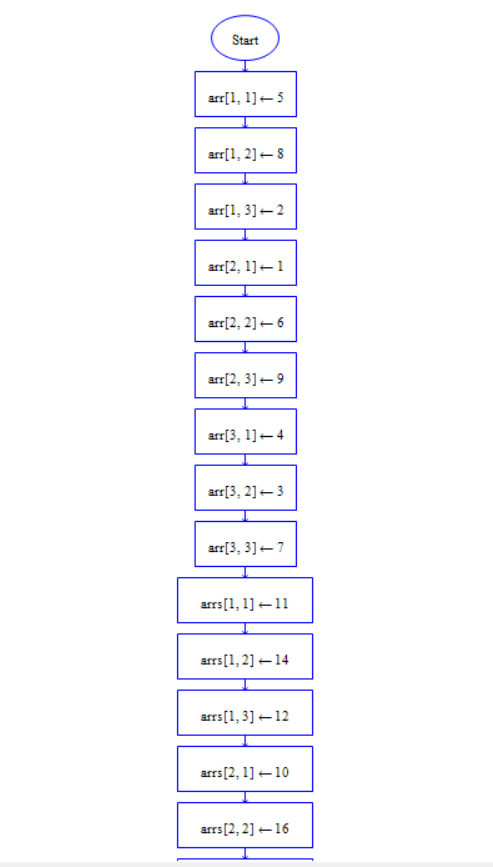 Start
arr[1, 1] ← 5
arr[1, 2] ← 8
arr[1, 3] ← 2
arr[2, 1] ← 1
arr[2, 2] ← 6
arr[2, 3] ← 9
arr[3, 1] ← 4
arr[3, 2] ← 3
arr[3, 3] ← 7
arrs[1, 1] ← 11
arrs[1, 2] ← 14
arrs[1, 3] ← 12
arrs[2, 1] ← 10
arrs[2, 2] ← 16